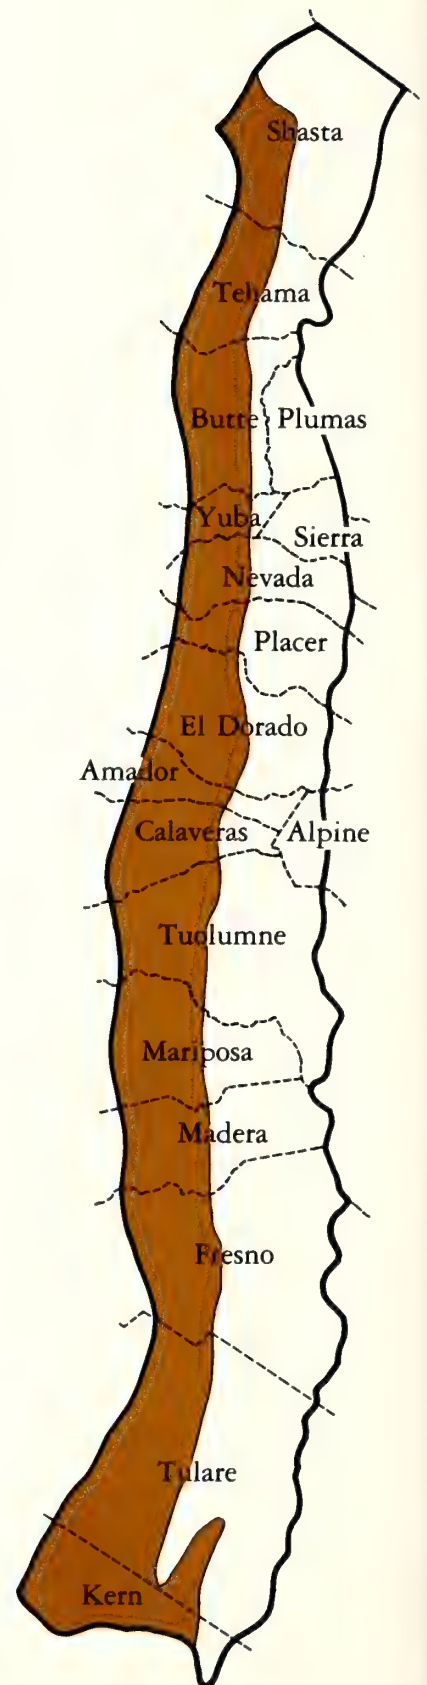 Shasta
Tehama
Butte Plumas
Yuba
Sierra
Nevada
Placer
El Dorado
Amador
Calaveras Alpine
Tuolumne
Mariposa
Madera
Fresno
Tulare
Kern